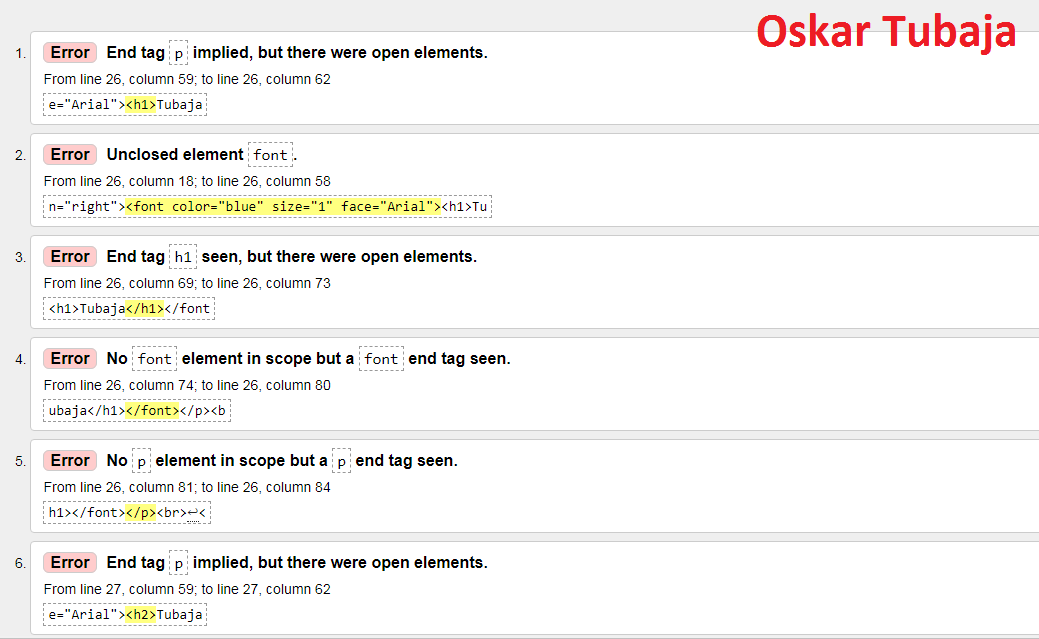 Oskar Tubaja
1. Error End tag p implied, but there were open elements.
From line 26, column 59; to line 26, column 62
e="Arial"><h1>Tubaja
2. Error Unclosed element font.
From line 26, column 18; to line 26, column 58
n="right"><font color="blue" size="1" face="Arial"><h1>Tu
3. Error End tag h1 seen, but there were open elements.
From line 26, column 69; to line 26, column 73
<h1>Tubaja</h1></font
4. Error No font element in scope but a font end tag seen.
From line 26, column 74; to line 26, column 80
ubaja</h1></font></p><b
5. Error No p element in scope but a p end tag seen.
From line 26, column 81; to line 26, column 84
h1></font></p><br>↩<
6. Error End tag p implied, but there were open elements.
From line 27, column 59; to line 27, column 62
e="Arial"><h2>Tubaja